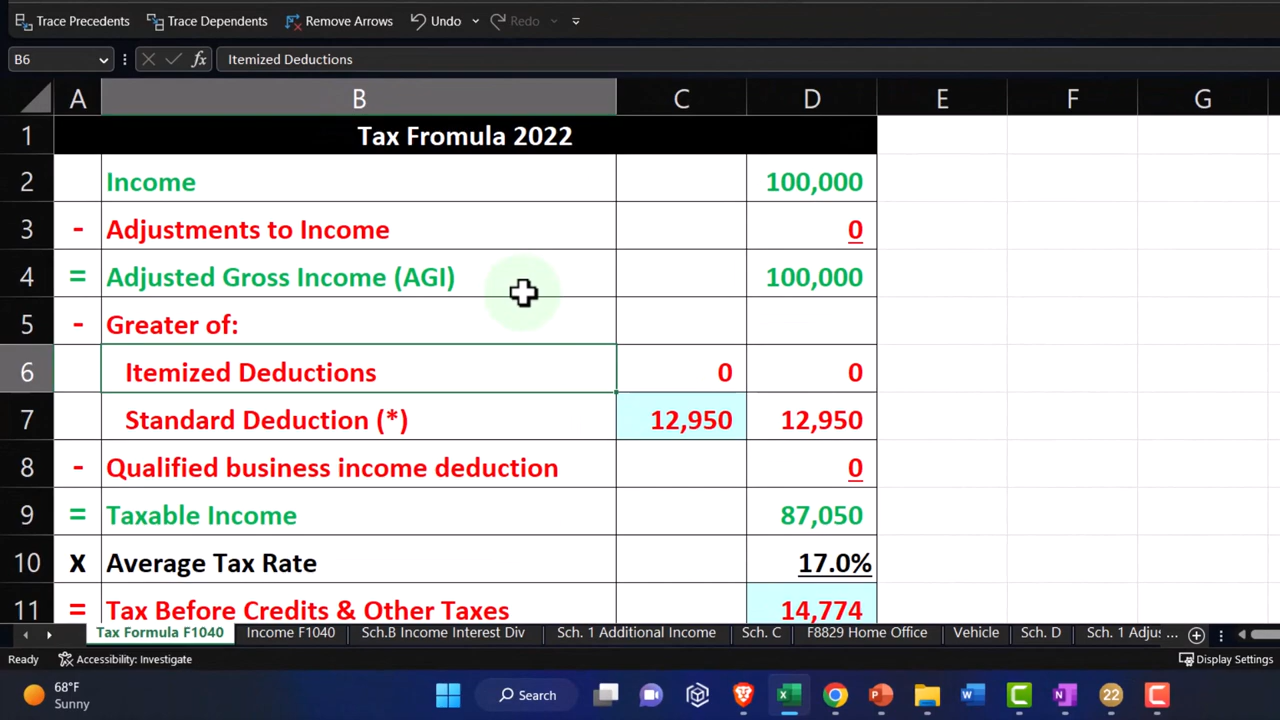 Trace Precedents Trace Dependents Remove Arrows Undo Redo
B6 fx Itemized Deductions
A B C D E F G
1 Tax Fromula 2022
2 Income 100,000
3 - Adjustments to Income 0
4 = Adjusted Gross Income (AGI) 100,000
5 - Greater of:
6 Itemized Deductions 0 0
7 Standard Deduction (*) 12,950 12,950
8 - Qualified business income deduction 0
9 = Taxable Income 87,050
10 x Average Tax Rate 17.0%
11 = Tax Before Credits & Other Taxes 14,774
Tax Formula F1040 Income F1040 Sch.B Income Interest Div Sch. 1 Additional Income Sch. C F8829 Home Office Vehicle Sch. D Sch. 1 Adjus ...
Ready Accessibility: Investigate Display Settings
68°F
Sunny
Search
22